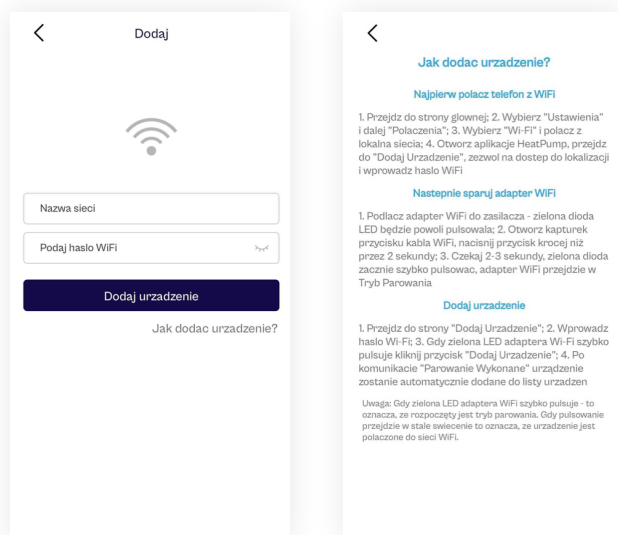 Dodaj
Nazwa sieci
Podaj haslo WiFi
Dodaj urzadzenie
Jak dodac urzadzenie?
Jak dodac urzadzenie?
Najpierw polacz telefon z WiFi
1. Przejdz do strony glownej; 2. Wybierz "Ustawienia"
i dalej "Polaczenia"; 3. Wybierz "Wi-Fi" i polacz z
lokalna siecia; 4. Otworz aplikacje HeatPump, przejdz
do "Dodaj Urzadzenie", zezwol na dostep do lokalizacji
i wprowadz haslo WiFi
Nastepnie sparuj adapter WiFi
1. Podlacz adapter WiFi do zasilacza - zielona dioda
LED będzie powoli pulsowala; 2. Otworz kapturek
przycisku kabla WiFi, nacisnij przycisk krocej niż
przez 2 sekundy; 3. Czekaj 2-3 sekundy, zielona dioda
zacznie szybko pulsowac, adapter WiFi przejdzie w
Tryb Parowania
Dodaj urzadzenie
1. Przejdz do strony "Dodaj Urzadzenie"; 2. Wprowadz
haslo Wi-Fi; 3. Gdy zielona LED adaptera Wi-Fi szybko
pulsuje kliknij przycisk "Dodaj Urzadzenie"; 4. Po
komunikacie "Parowanie Wykonane" urządzenie
zostanie automatycznie dodane do listy urzadzen
Uwaga: Gdy zielona LED adaptera WiFi szybko pulsuje - to
oznacza, ze rozpoczęty jest tryb parowania. Gdy pulsowanie
przejdzie w stale swiecenie to oznacza, ze urzadzenie jest
polaczone do sieci WiFi.